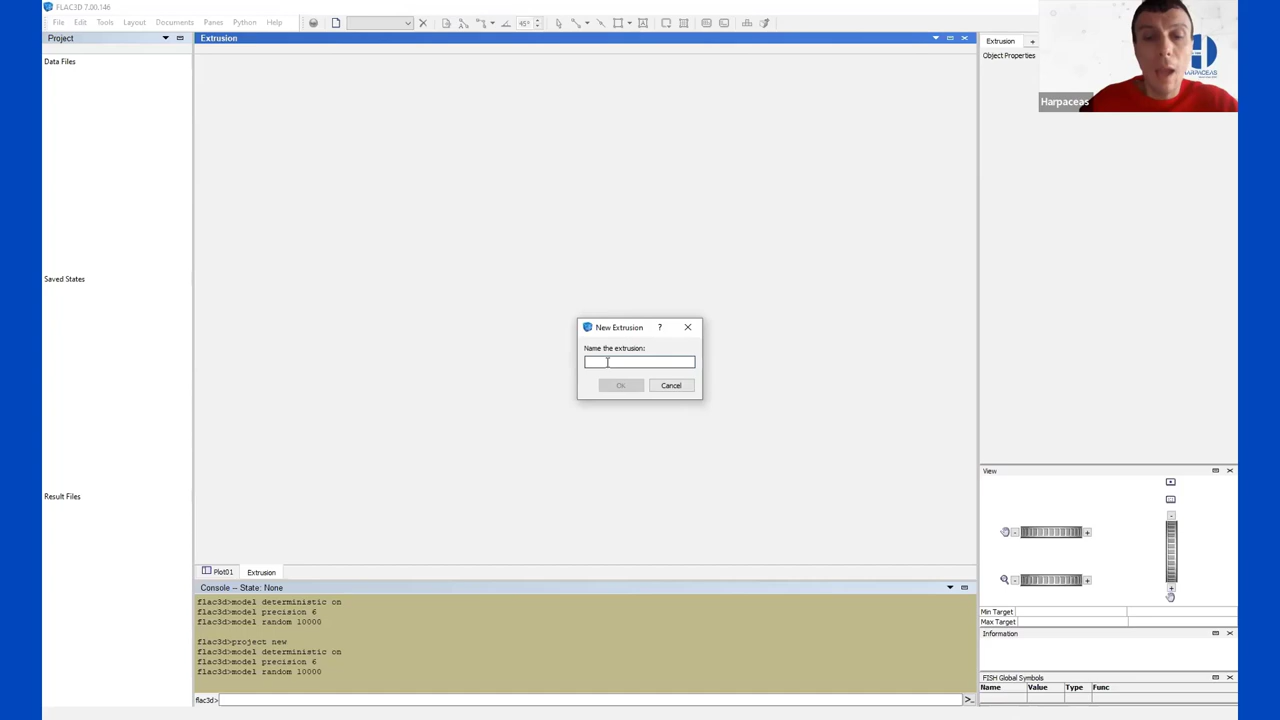 FLAC3D 7.00.146
File Edit Tools Layout Documents Panes Python Help
45°
Project
Data Files
Saved States
Result Files
Extrusion
New Extrusion ?
Name the extrusion:
OK Cancel
Plot01 Extrusion
Console -- State: None
flac3d>model deterministic on
flac3d>model precision 6
flac3d>model random 10000
flac3d>project new
flac3d>model deterministic on
flac3d>model precision 6
flac3d>model random 10000
flac3d>
Extrusion +
Object Properties
HARPACEAS
Harpaceas
View
Min Target
Max Target
Information
FISH Global Symbols
Name Value Type Func